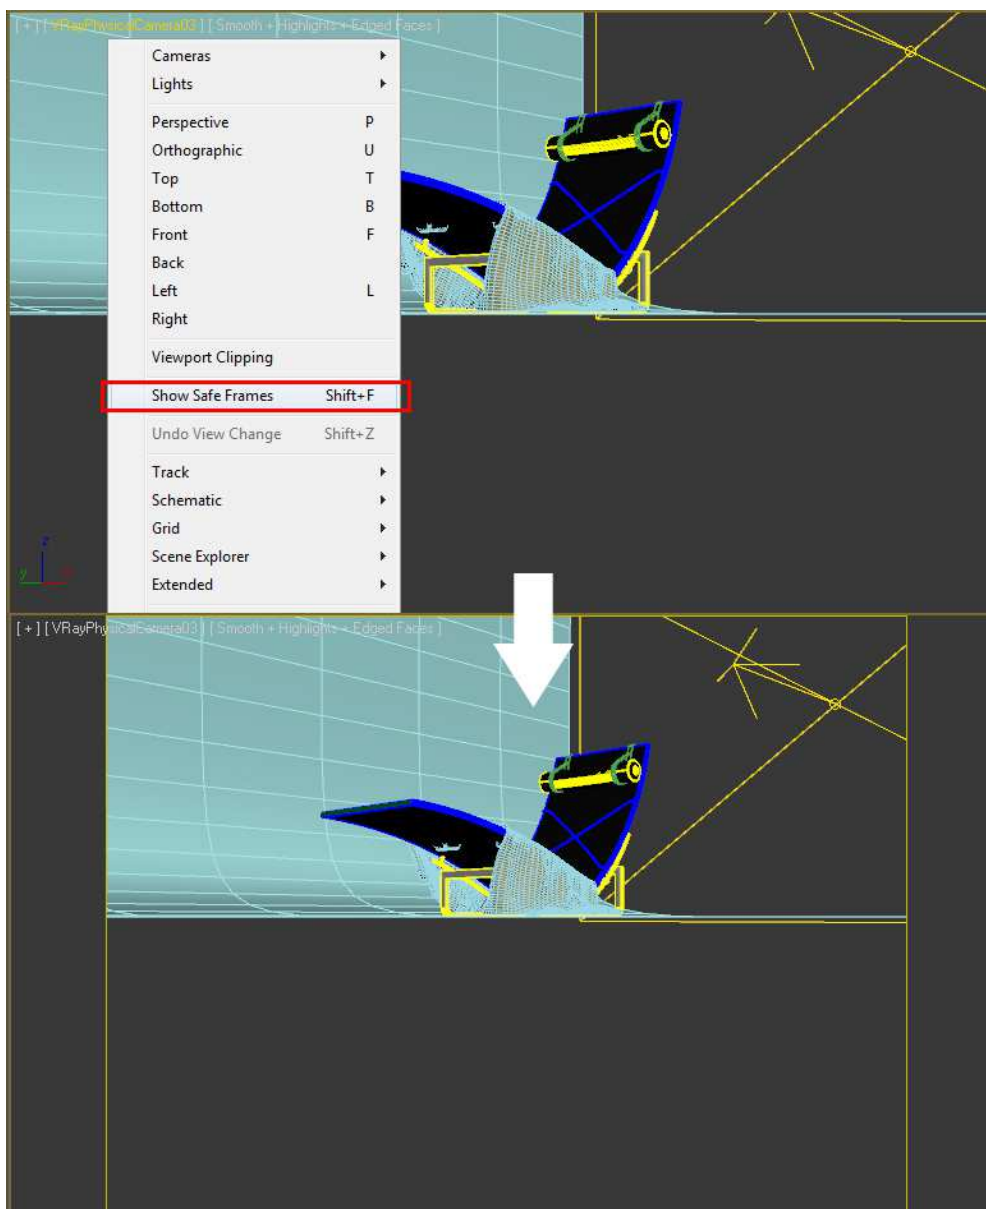 [ + ] [ VRayPhysicalCamera03 ] [ Smooth + Highlights + Edged Faces ]
Cameras
Lights
Perspective P
Orthographic U
Top T
Bottom B
Front F
Back
Left L
Right
Viewport Clipping
Show Safe Frames Shift+F
Undo View Change Shift+Z
Track
Schematic
Grid
Scene Explorer
Extended
z
y
[ + ] [ VRayPhysicalCamera03 ] [ Smooth + Highlights + Edged Faces ]